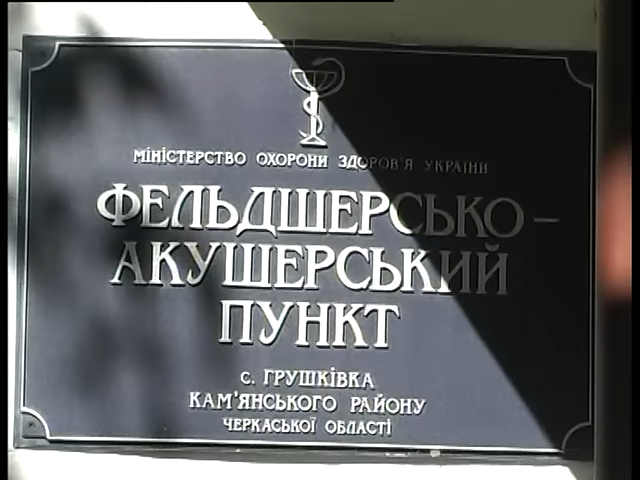 МІНІСТЕРСТВО ОХОРОНИ ЗДОРОВ'Я УКРАЇНИ
ФЕЛЬДШЕРСЬКО –
АКУШЕРСЬКИЙ
ПУНКТ
с. ГРУШКІВКА
КАМ'ЯНСЬКОГО РАЙОНУ
ЧЕРКАСЬКОЇ ОБЛАСТІ